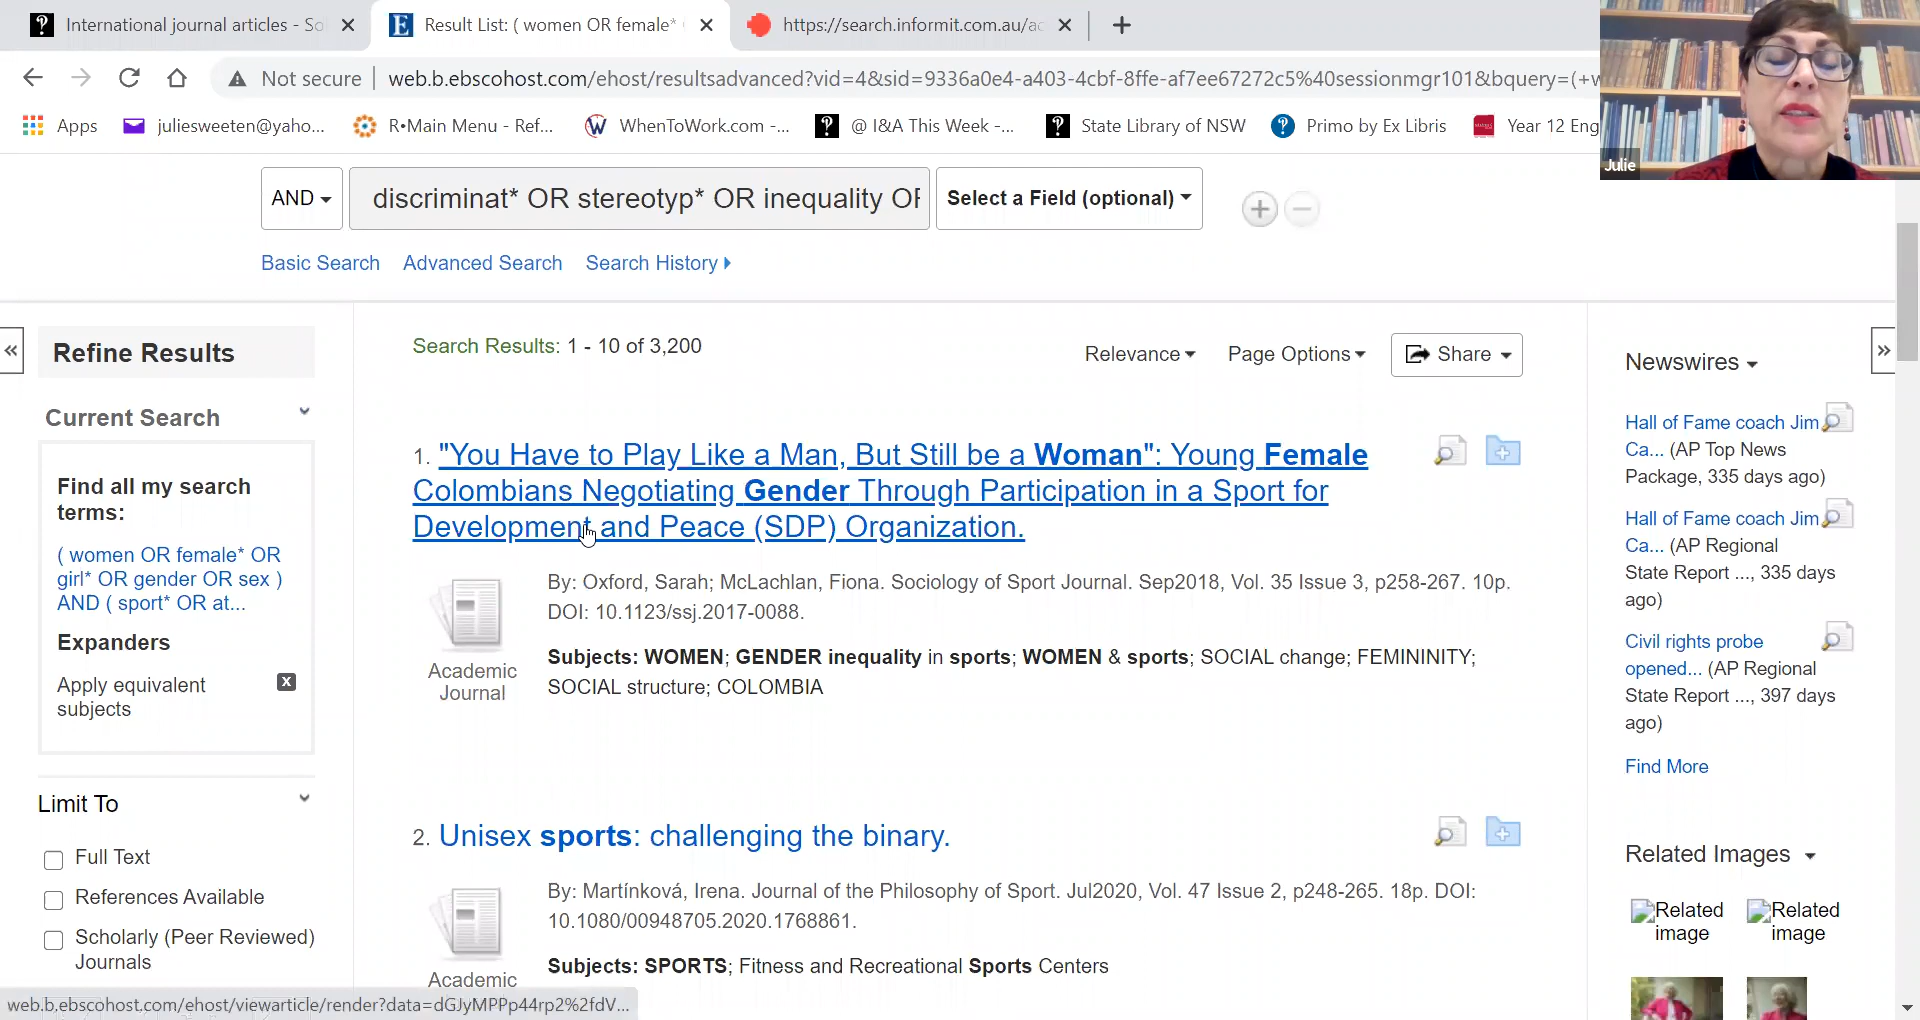 International journal articles - So
Result List: ( women OR female*
https://search.informit.com.au/ac
Not secure
web.b.ebscohost.com/ehost/resultsadvanced?vid=4&sid=9336a0e4-a403-4cbf-8ffe-af7ee67272c5%40sessionmgr101&bquery=(+w
Apps
juliesweeten@yaho...
R•Main Menu - Ref...
WhenToWork.com -...
@ I&A This Week -...
State Library of NSW
Primo by Ex Libris
Year 12 Eng
Julie
AND
discriminat* OR stereotyp* OR inequality OR
Select a Field (optional)
Basic Search
Advanced Search
Search History
Refine Results
Current Search
Find all my search
terms:
( women OR female* OR
girl* OR gender OR sex )
AND ( sport* OR at...
Expanders
Apply equivalent
subjects
Limit To
Full Text
References Available
Scholarly (Peer Reviewed)
Journals
Search Results: 1 - 10 of 3,200
Relevance
Page Options
Share
1. "You Have to Play Like a Man, But Still be a Woman": Young Female
Colombians Negotiating Gender Through Participation in a Sport for
Development and Peace (SDP) Organization.
By: Oxford, Sarah; McLachlan, Fiona. Sociology of Sport Journal. Sep2018, Vol. 35 Issue 3, p258-267. 10p.
DOI: 10.1123/ssj.2017-0088.
Academic
Journal
Subjects: WOMEN; GENDER inequality in sports; WOMEN & sports; SOCIAL change; FEMININITY;
SOCIAL structure; COLOMBIA
2. Unisex sports: challenging the binary.
By: Martínková, Irena. Journal of the Philosophy of Sport. Jul2020, Vol. 47 Issue 2, p248-265. 18p. DOI:
10.1080/00948705.2020.1768861.
Academic
Subjects: SPORTS; Fitness and Recreational Sports Centers
Newswires
Hall of Fame coach Jim
Ca... (AP Top News
Package, 335 days ago)
Hall of Fame coach Jim
Ca... (AP Regional
State Report ..., 335 days
ago)
Civil rights probe
opened... (AP Regional
State Report ..., 397 days
ago)
Find More
Related Images
Related
image
Related
image
web.b.ebscohost.com/ehost/viewarticle/render?data=dGJyMPPp44rp2%2fdV...